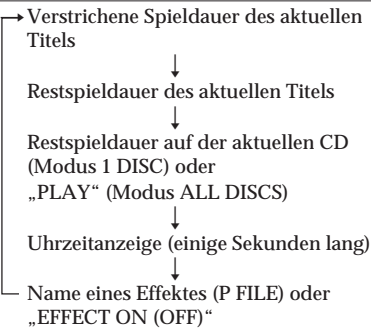 Verstrichene Spieldauer des aktuellen
Titels
Restspieldauer des aktuellen Titels
Restspieldauer auf der aktuellen CD
(Modus 1 DISC) oder
„PLAY“ (Modus ALL DISCS)
Uhrzeitanzeige (einige Sekunden lang)
Name eines Effektes (P FILE) oder
„EFFECT ON (OFF)“